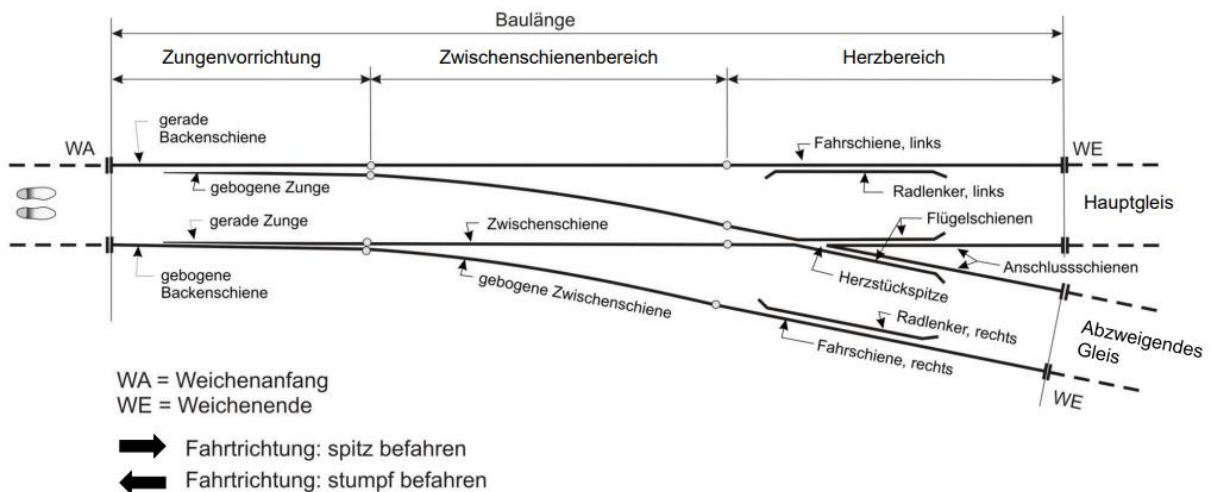 Baulänge
Zungenvorrichtung
Zwischenschienenbereich
Herzbereich
gerade
Backenschiene
WA
Fahrschiene, links
WE
gebogene Zunge
Radlenker, links
Hauptgleis
gerade Zunge
Zwischenschiene
Flügelschienen
gebogene
Backenschiene
gebogene Zwischenschiene
Herzstückspitze
Anschlussschienen
Radlenker, rechts
Fahrschiene, rechts
Abzweigendes
Gleis
WE
WA = Weichenanfang
WE = Weichenende
Fahrtrichtung: spitz befahren
Fahrtrichtung: stumpf befahren